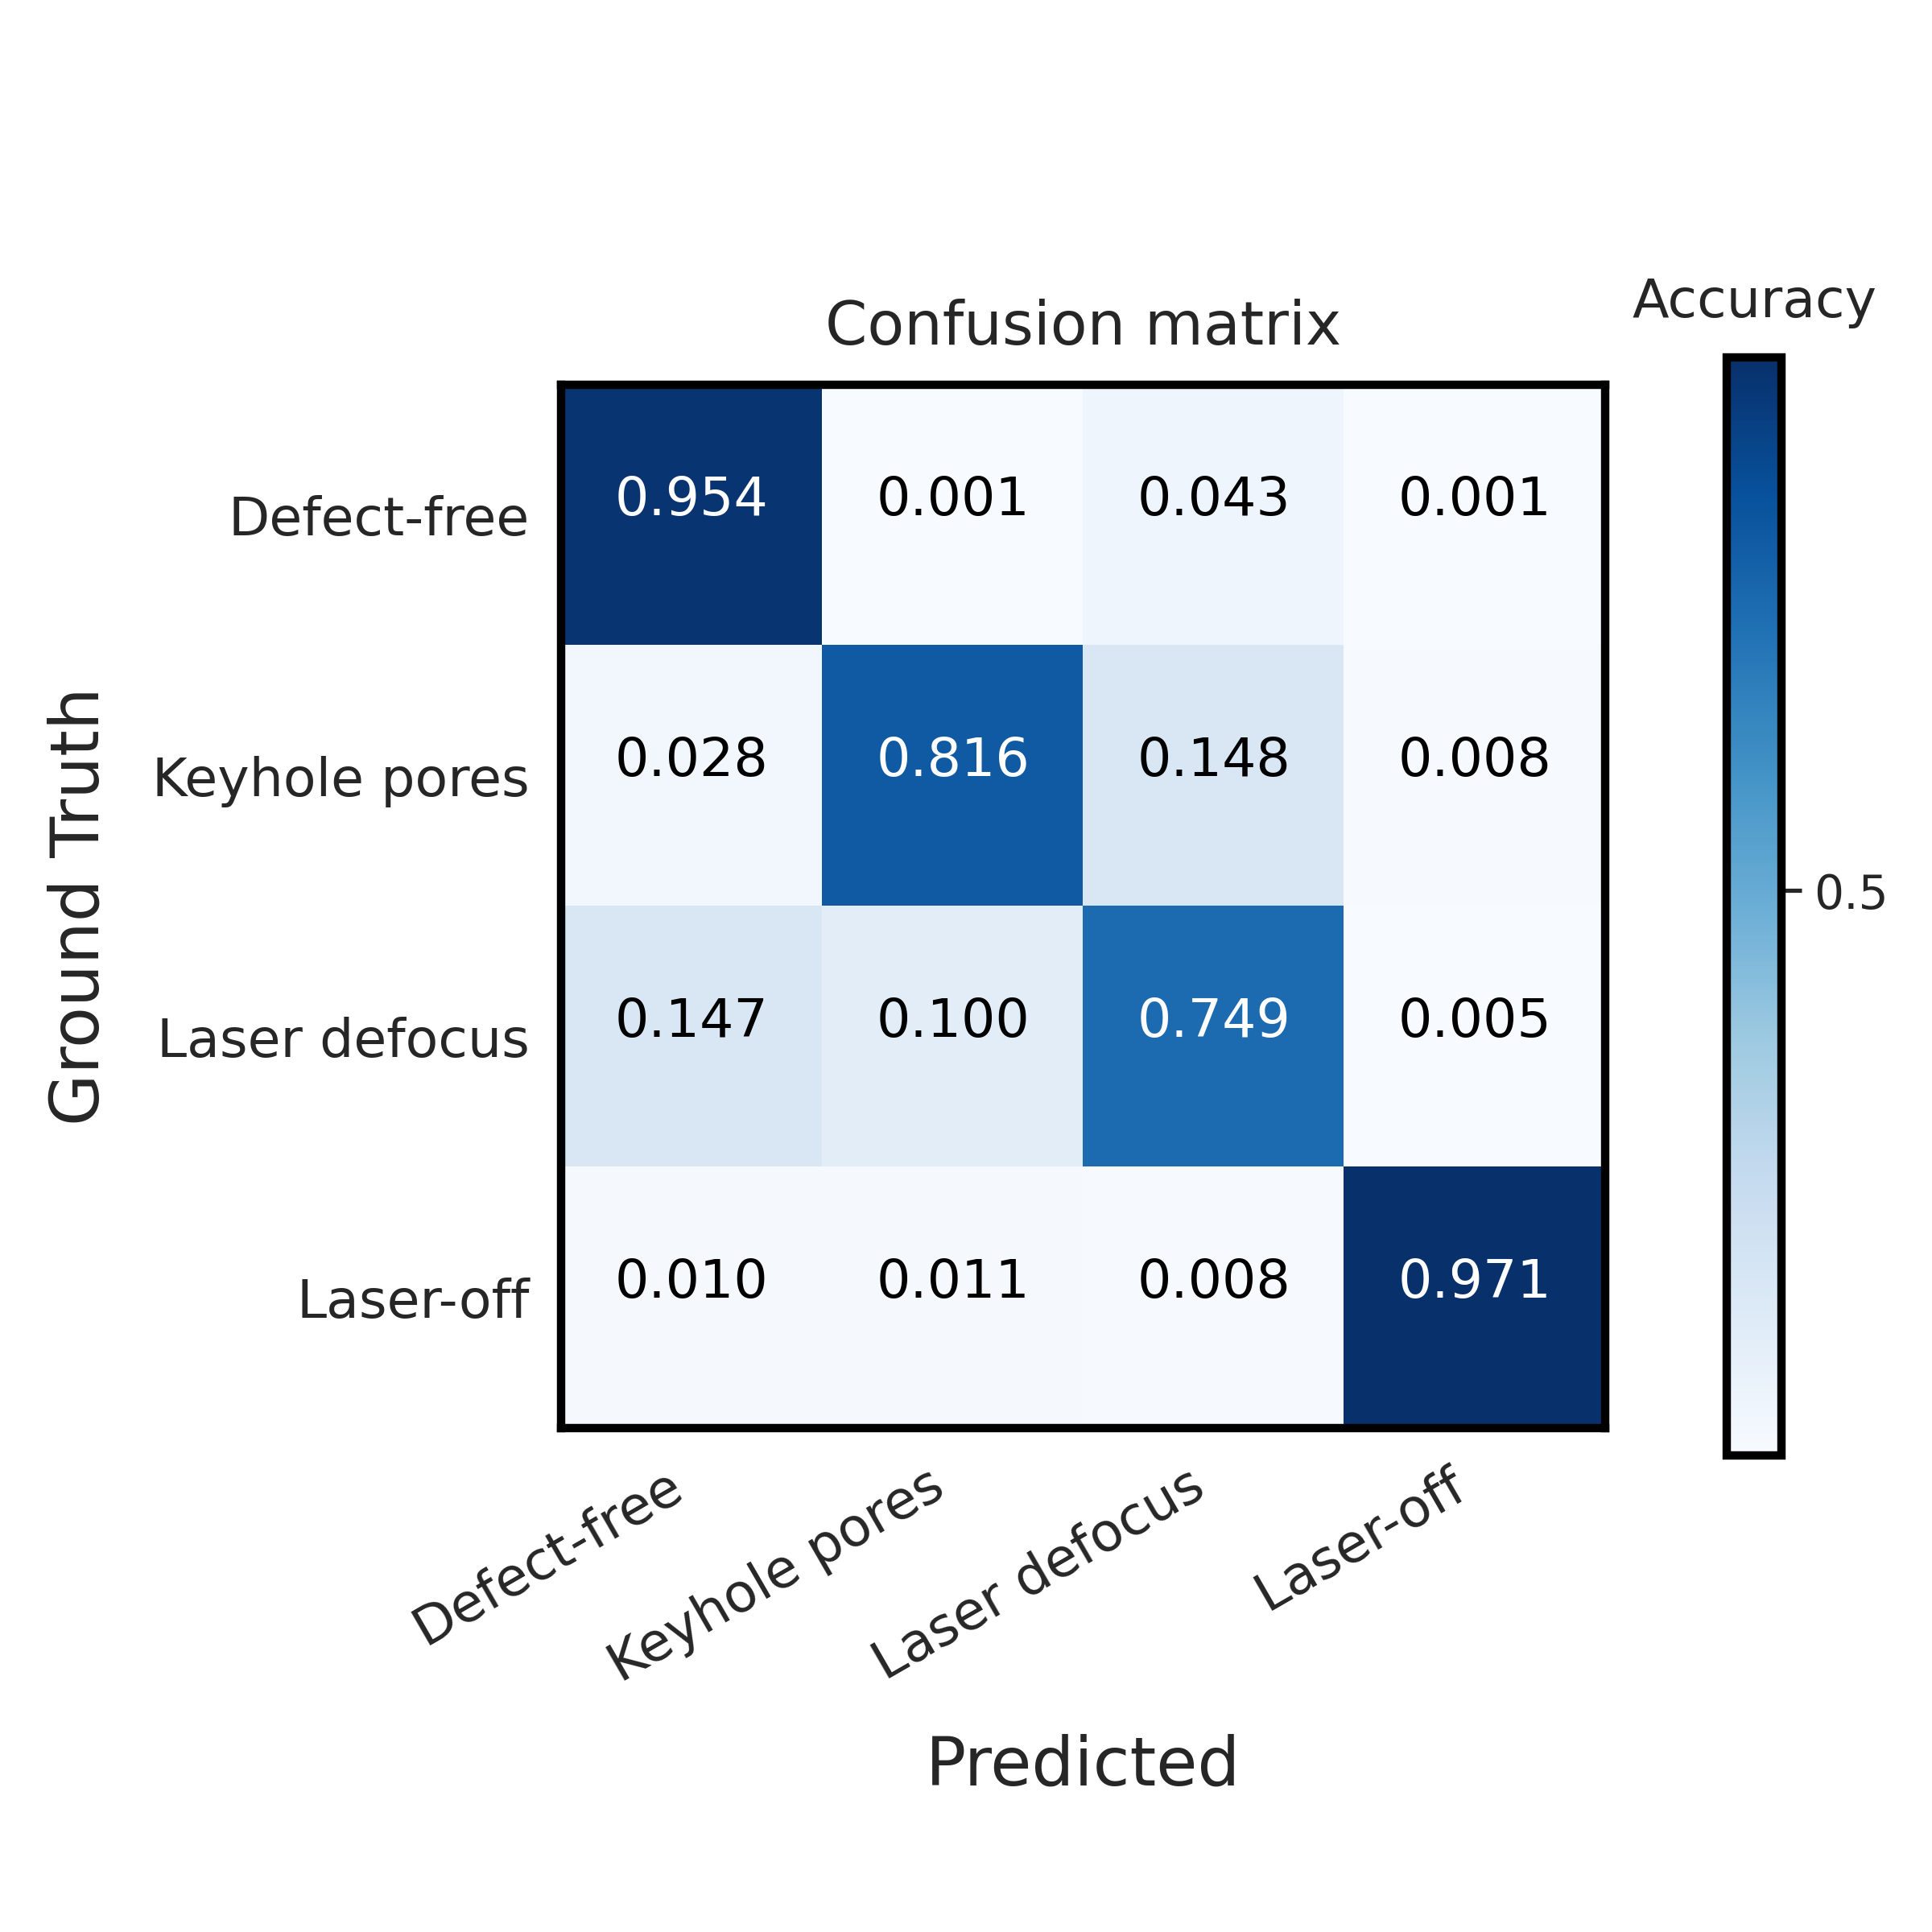 Confusion matrix
Accuracy
Ground Truth
Defect-free 0.954 0.001 0.043 0.001
Keyhole pores 0.028 0.816 0.148 0.008
0.5
Laser defocus 0.147 0.100 0.749 0.005
Laser-off 0.010 0.011 0.008 0.971
Defect-free Keyhole pores Laser defocus Laser-off
Predicted